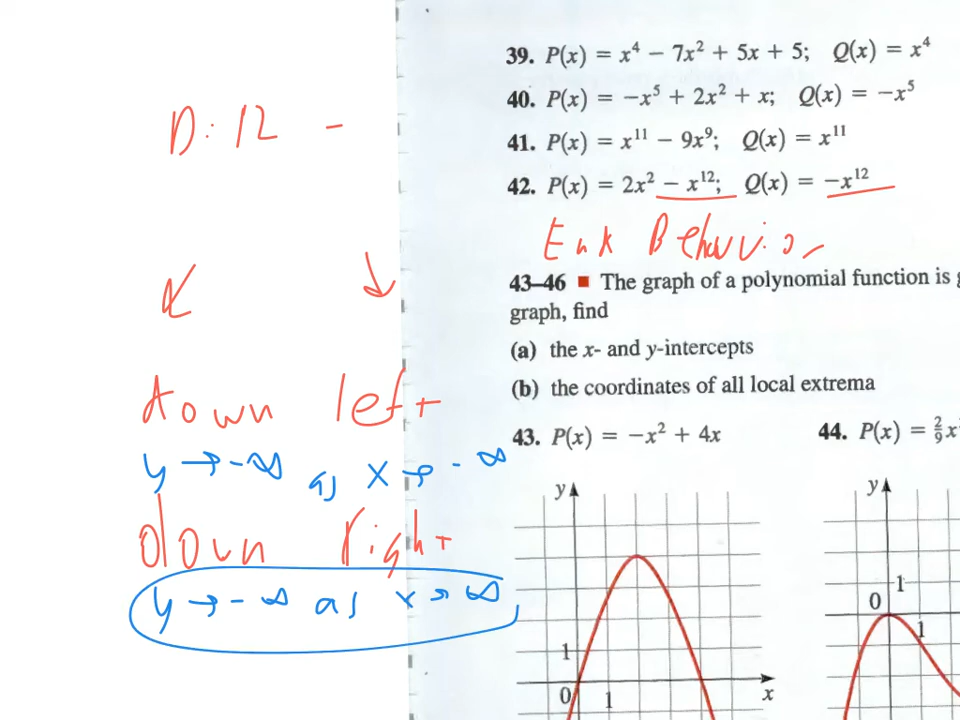 39. P(x) = x⁴ − 7x² + 5x + 5; Q(x) = x⁴
40. P(x) = −x⁵ + 2x² + x; Q(x) = −x⁵
41. P(x) = x¹¹ − 9x⁹; Q(x) = x¹¹
42. P(x) = 2x² − x¹²; Q(x) = −x¹²
D: 12 −
End Behavior
↙ ↓
down left
y → -∞ as x → -∞
down right
y → -∞ as x → ∞
43–46 ■ The graph of a polynomial function is
graph, find
(a) the x- and y-intercepts
(b) the coordinates of all local extrema
43. P(x) = −x² + 4x
44. P(x) = 2/9 x
y
1
0 1 x
y
1
0
1